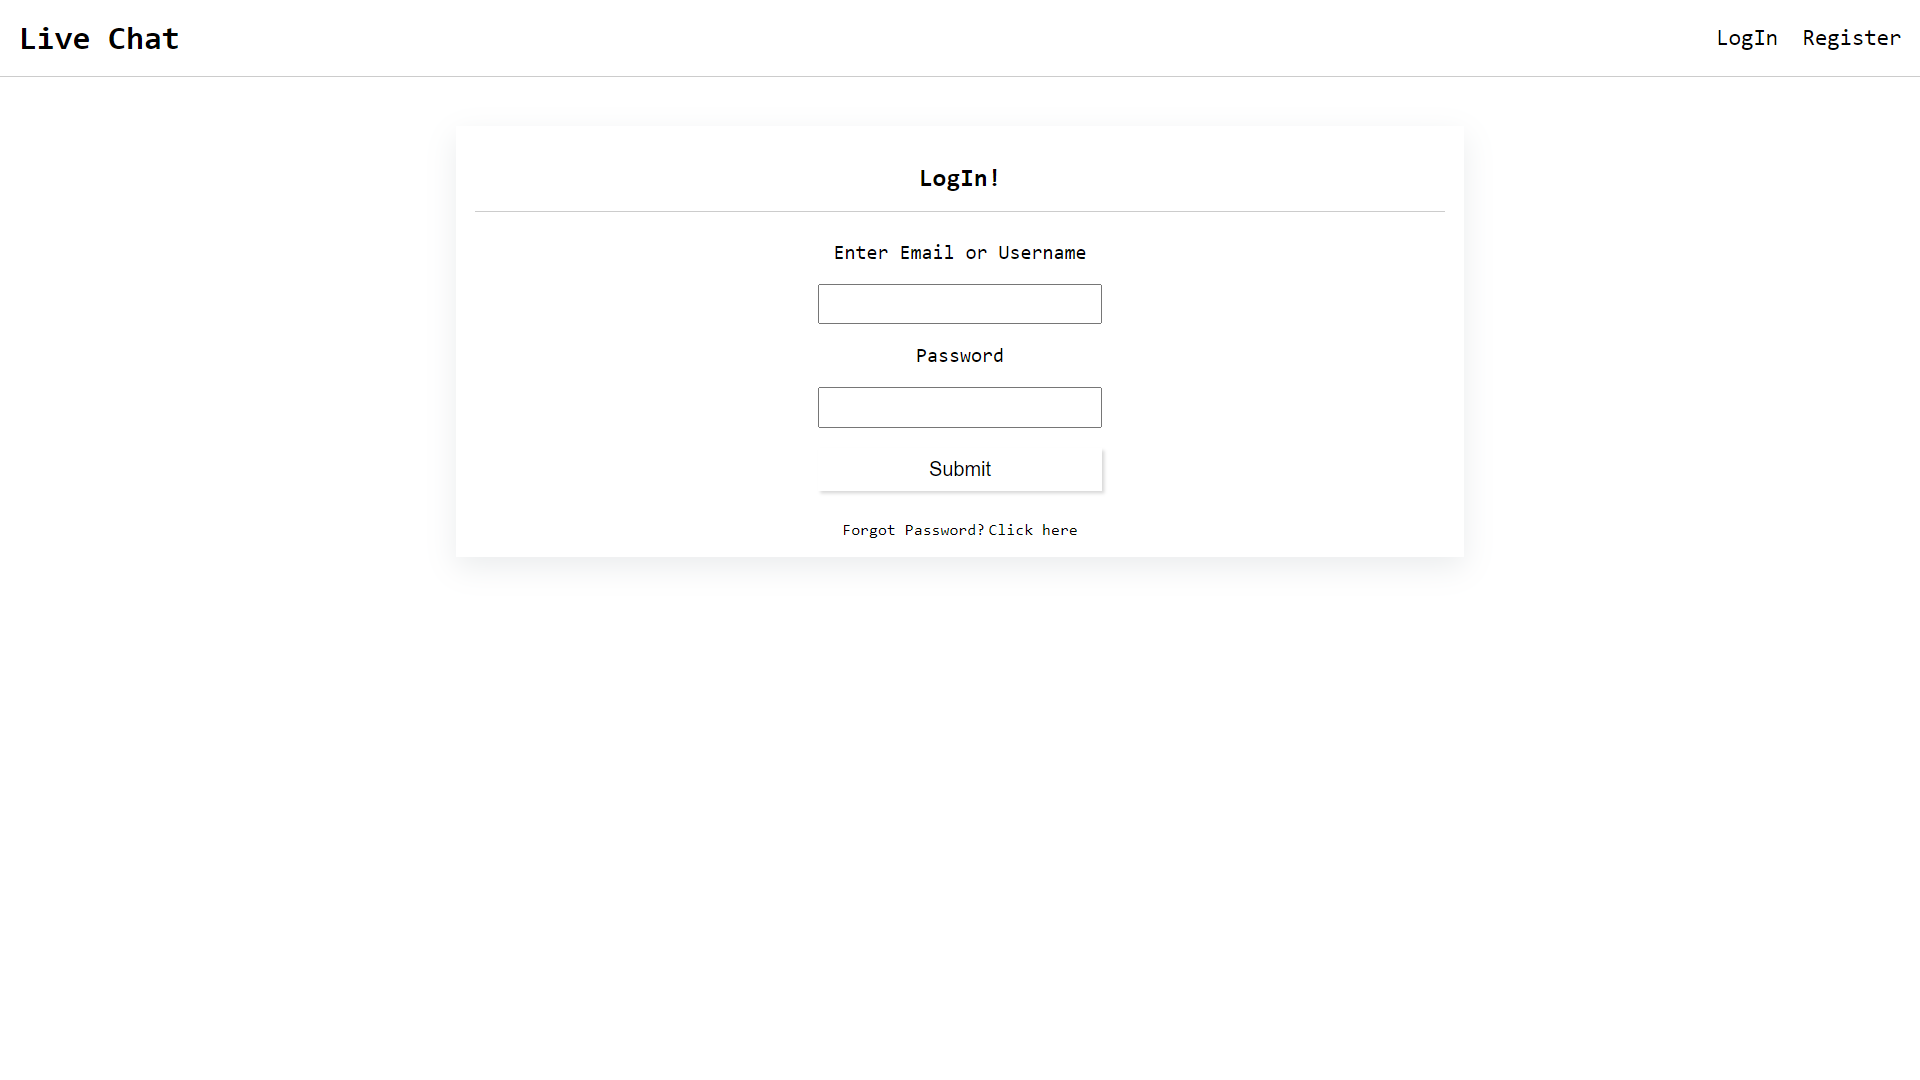 Live Chat
LogIn Register
LogIn!
Enter Email or Username
Password
Submit
Forgot Password? Click here